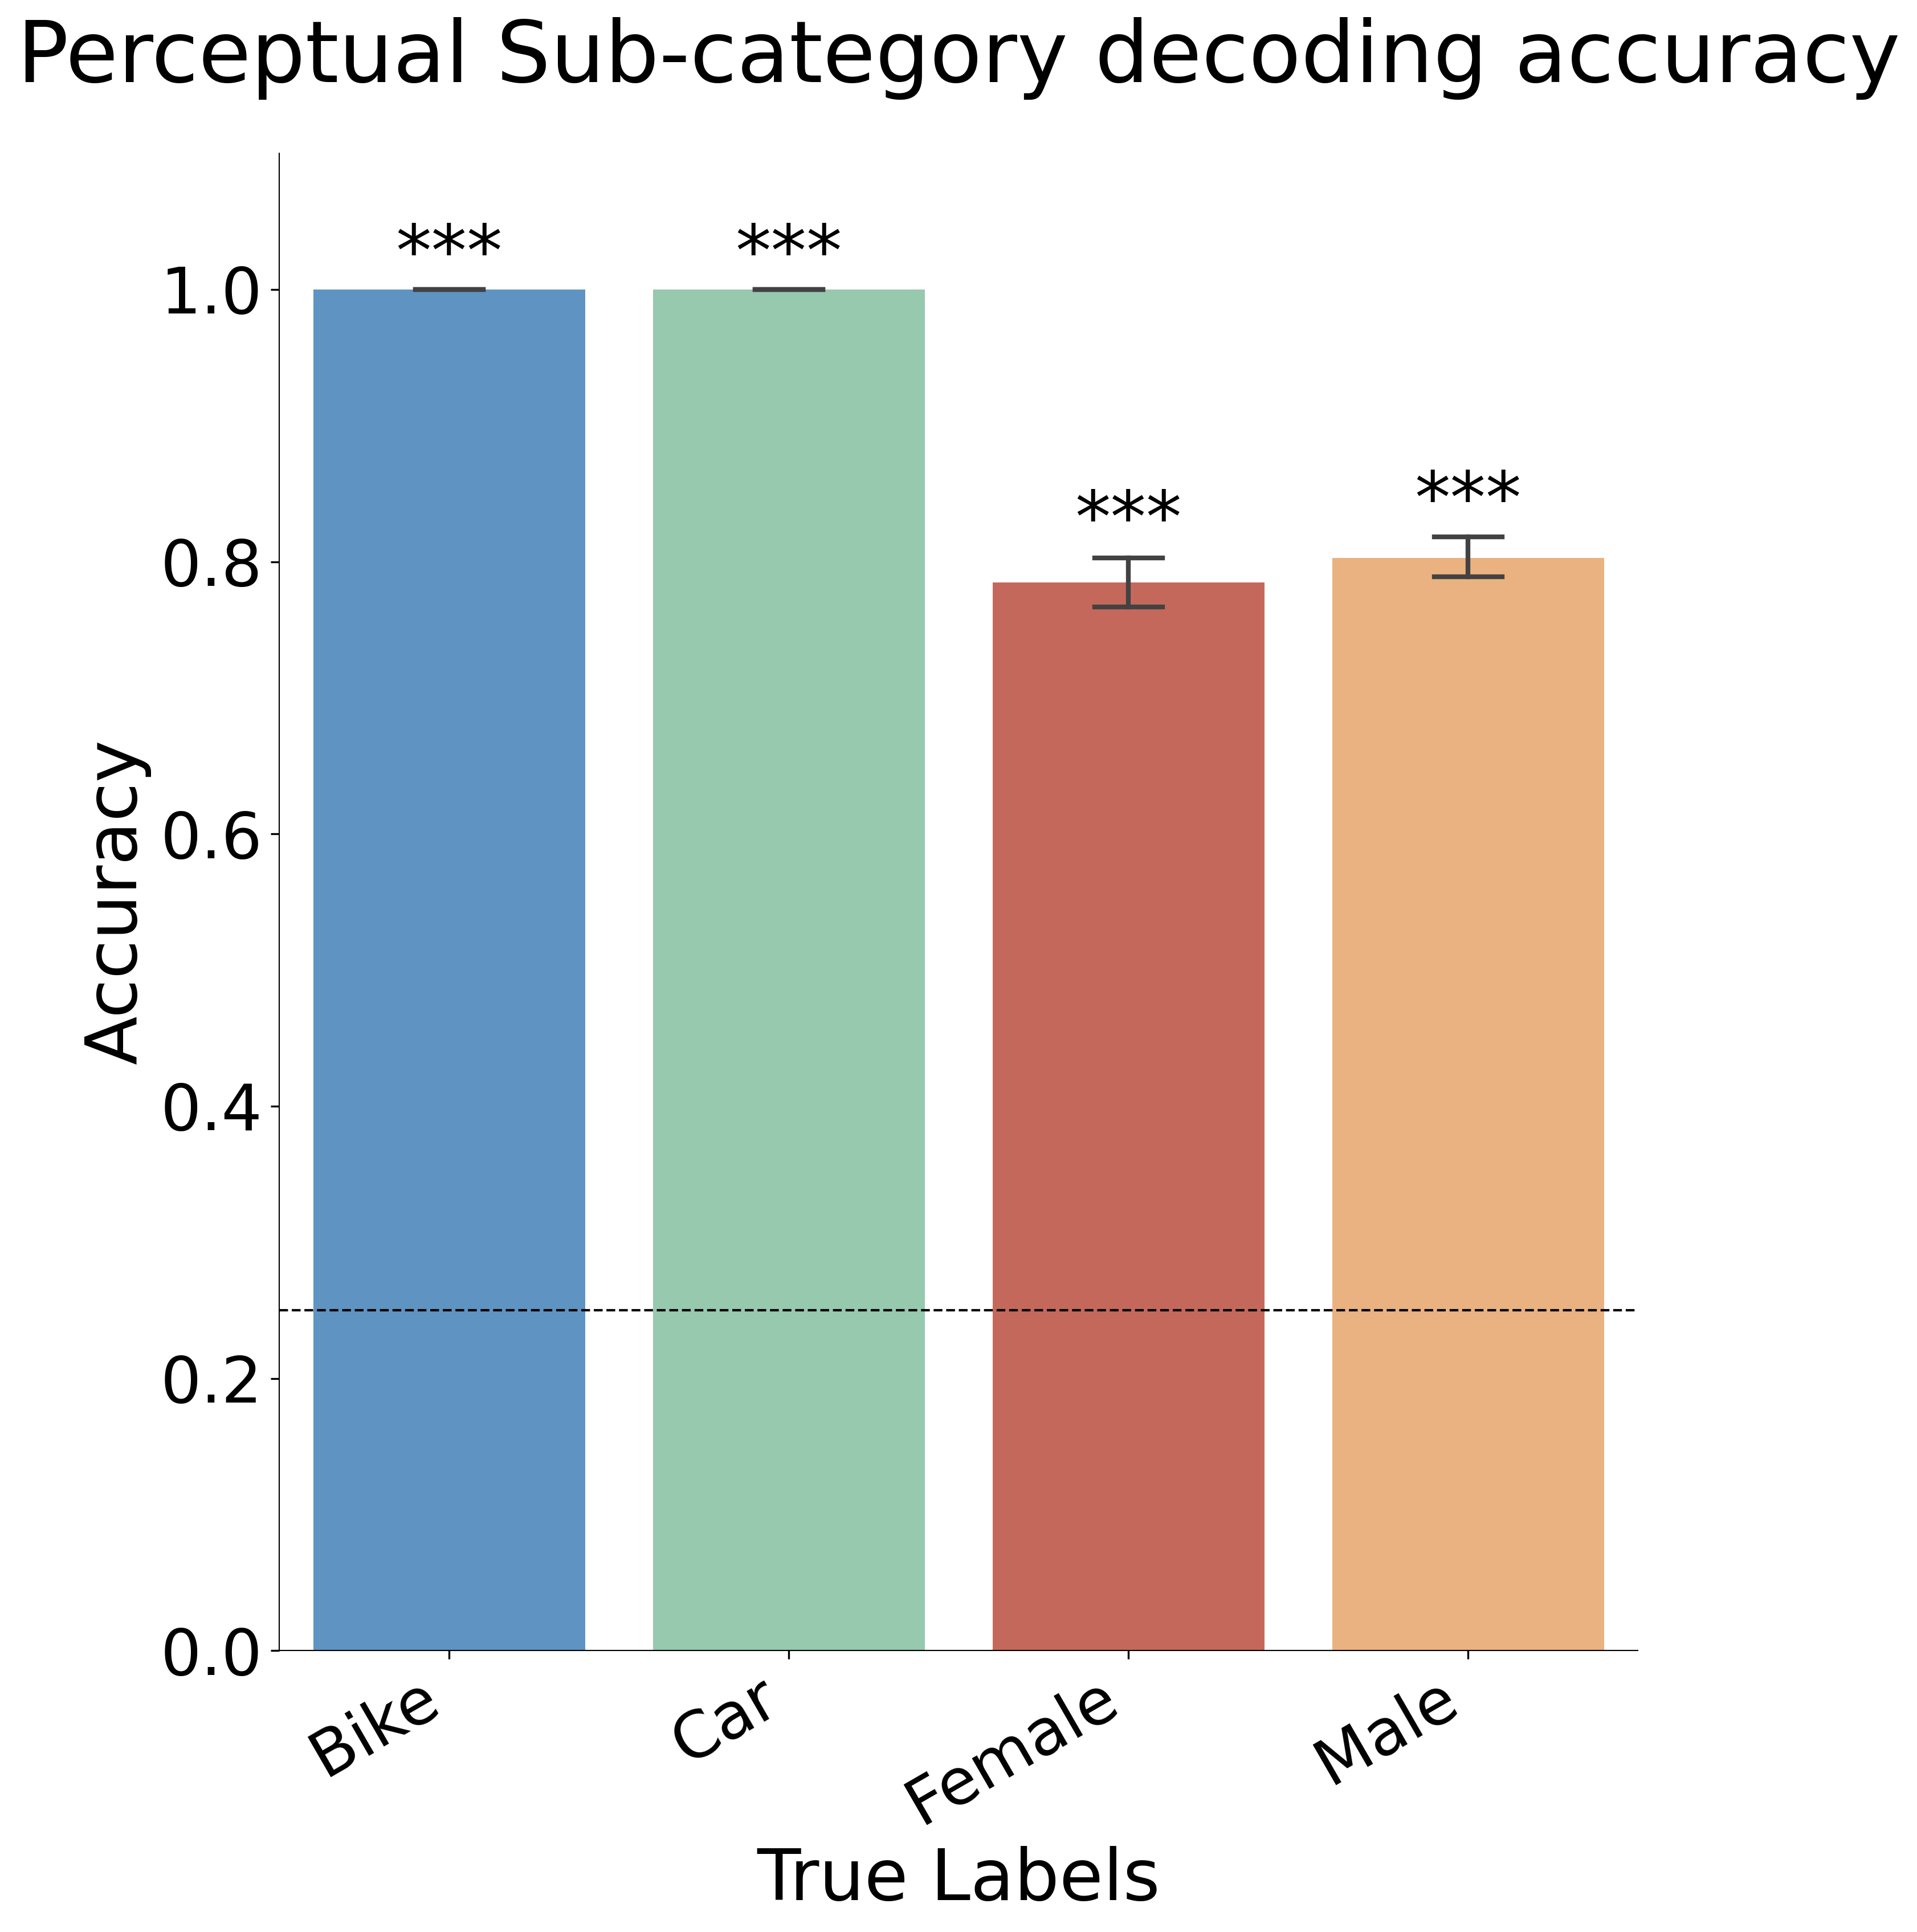 Perceptual Sub-category decoding accuracy
*** ***
***
***
1.0
0.8
0.6
0.4
0.2
0.0
Accuracy
Bike Car Female Male
True Labels